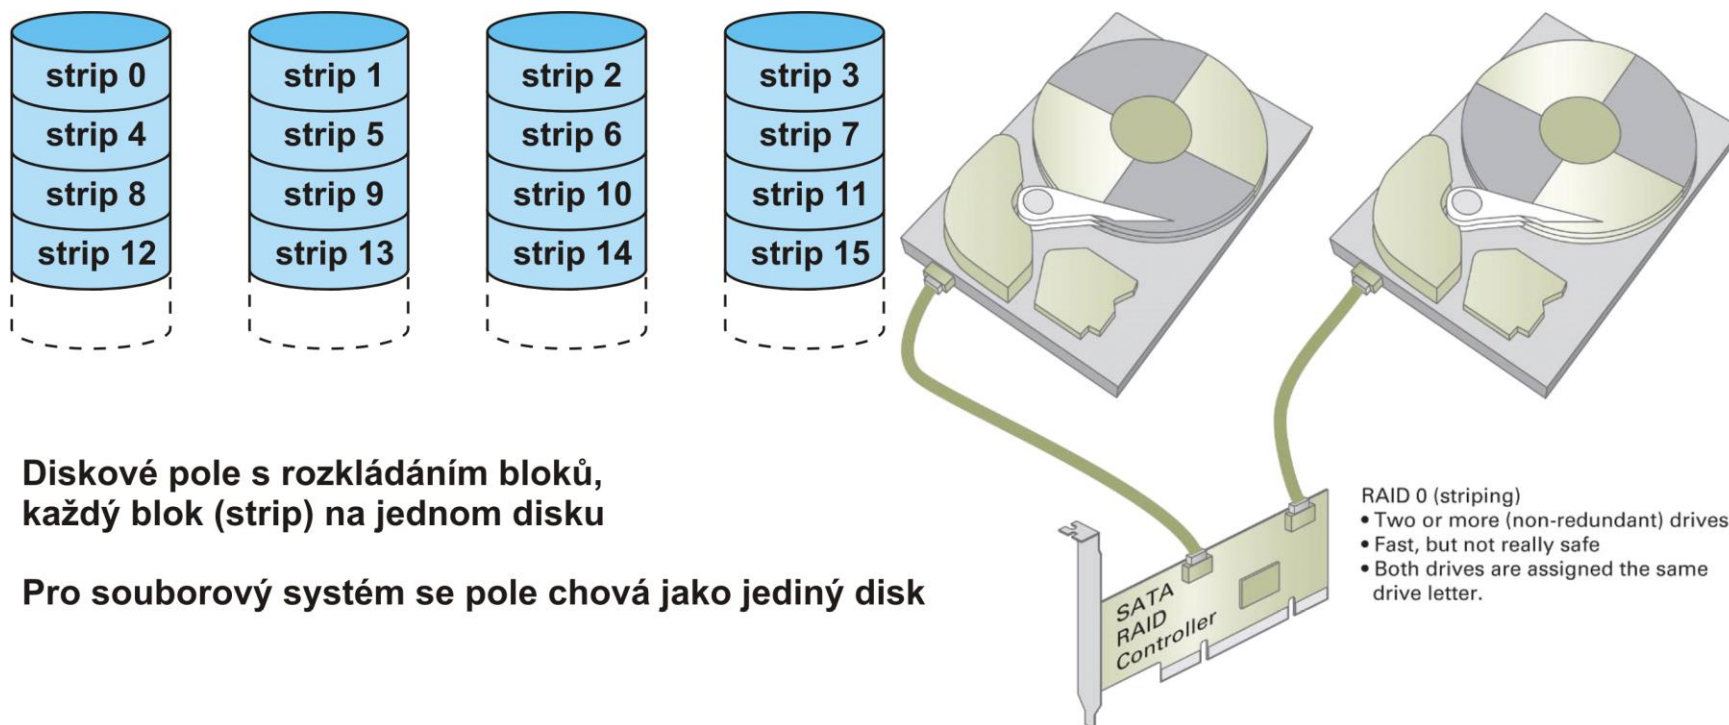 strip 0
strip 1
strip 2
strip 3
strip 4
strip 5
strip 6
strip 7
strip 8
strip 9
strip 10
strip 11
strip 12
strip 13
strip 14
strip 15
Diskové pole s rozkládáním bloků,
každý blok (strip) na jednom disku
Pro souborový systém se pole chová jako jediný disk
SATA
RAID
Controller
RAID 0 (striping)
• Two or more (non-redundant) drives
• Fast, but not really safe
• Both drives are assigned the same
drive letter.